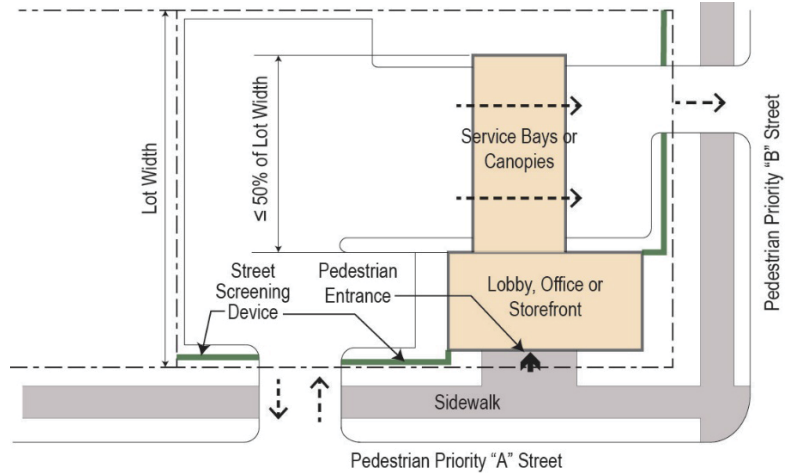 Lot Width
≤ 50% of Lot Width
Service Bays or
Canopies
Pedestrian Priority “B” Street
Street
Screening
Device
Pedestrian
Entrance
Lobby, Office or
Storefront
Sidewalk
Pedestrian Priority “A” Street